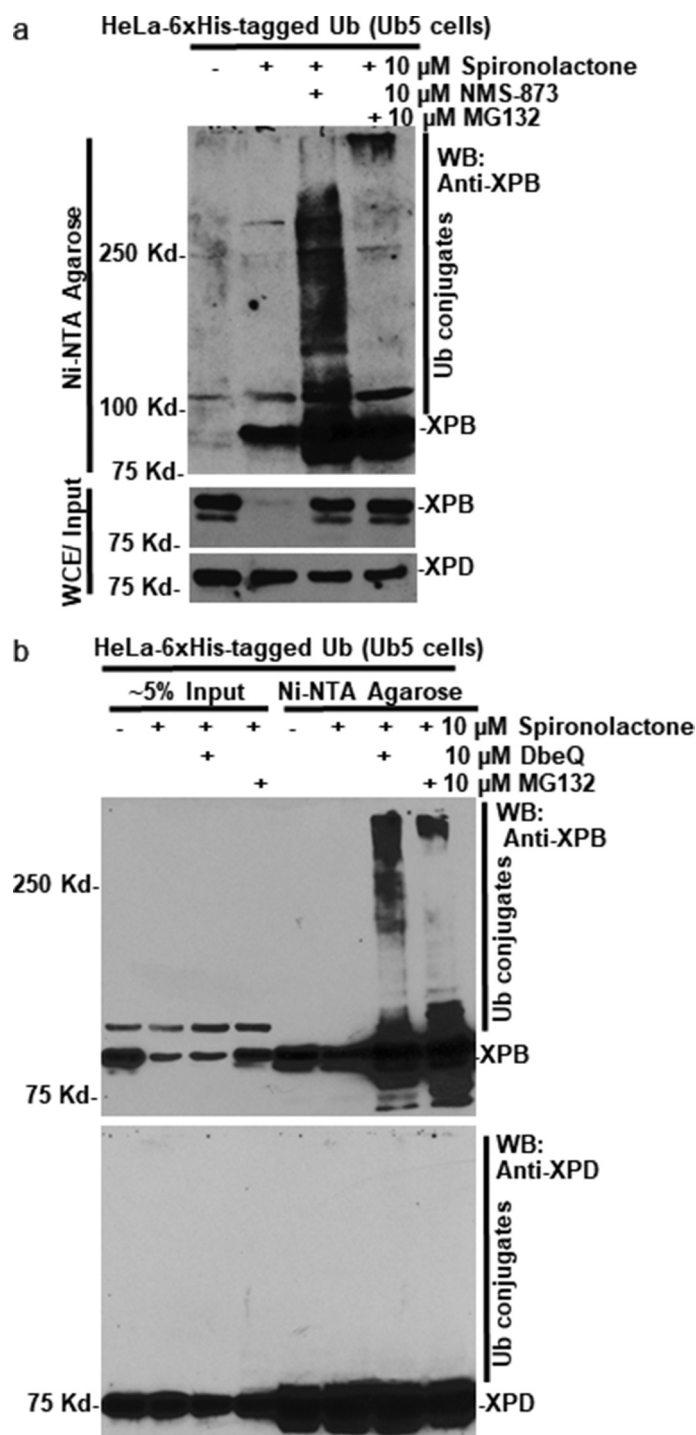 a
HeLa-6xHis-tagged Ub (Ub5 cells)
- + + + 10 µM Spironolactone
+ 10 µM NMS-873
+ 10 µM MG132
WB:
Anti-XPB
Ni-NTA Agarose
Ub conjugates
250 Kd-
100 Kd-
-XPB
75 Kd-
WCE/ Input
-XPB
75 Kd-
-XPD
75 Kd-
b
HeLa-6xHis-tagged Ub (Ub5 cells)
~5% Input Ni-NTA Agarose
- + + + - + + + 10 µM Spironolactone
+ + 10 µM DbeQ
+ + 10 µM MG132
WB:
Anti-XPB
250 Kd-
Ub conjugates
-XPB
75 Kd-
WB:
Anti-XPD
Ub conjugates
75 Kd-
-XPD